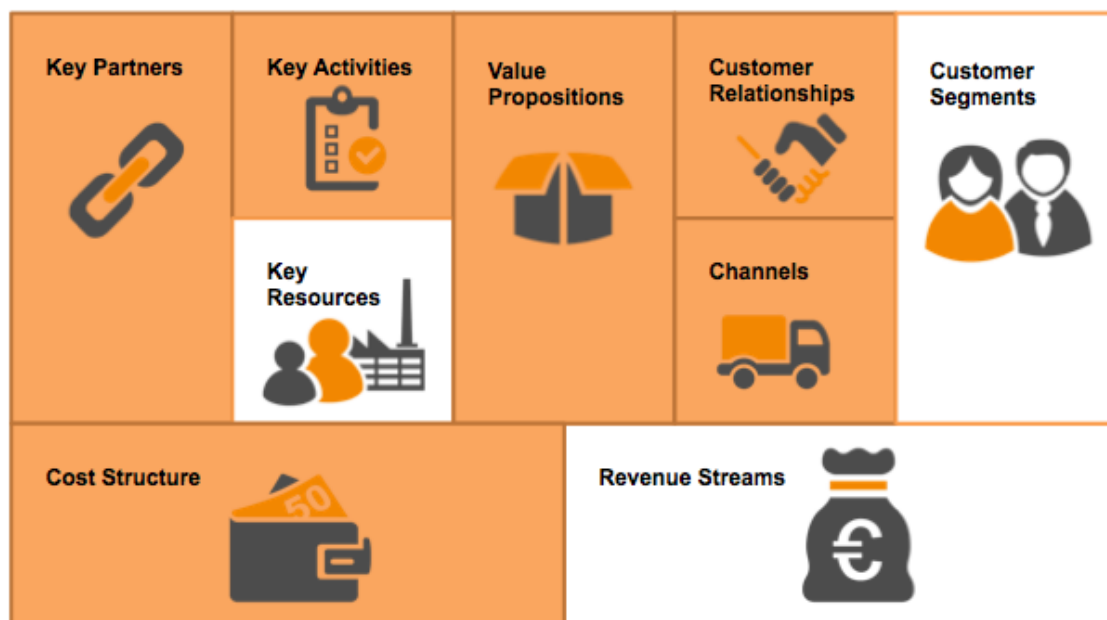 Key Partners
Key Activities
Value
Propositions
Customer
Relationships
Customer
Segments
Key
Resources
Channels
Cost Structure
50
Revenue Streams
€